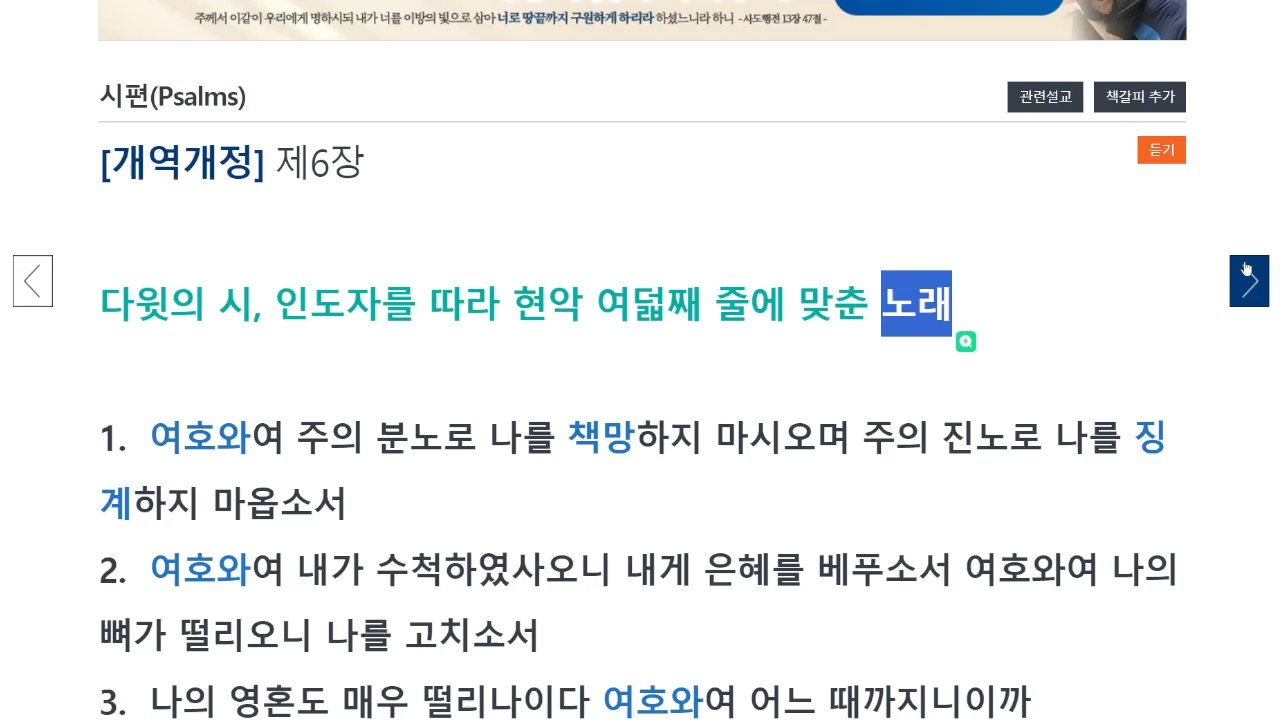 주께서 이같이 우리에게 명하시되 내가 너를 이방의 빛으로 삼아 너로 땅끝까지 구원하게 하리라 하셨느니라 하니 - 사도행전 13장 47절 -
시편(Psalms)
관련설교
책갈피 추가
[개역개정] 제6장
듣기
다윗의 시, 인도자를 따라 현악 여덟째 줄에 맞춘 노래
1. 여호와여 주의 분노로 나를 책망하지 마시오며 주의 진노로 나를 징
계하지 마옵소서
2. 여호와여 내가 수척하였사오니 내게 은혜를 베푸소서 여호와여 나의
뼈가 떨리오니 나를 고치소서
3. 나의 영혼도 매우 떨리나이다 여호와여 어느 때까지니이까